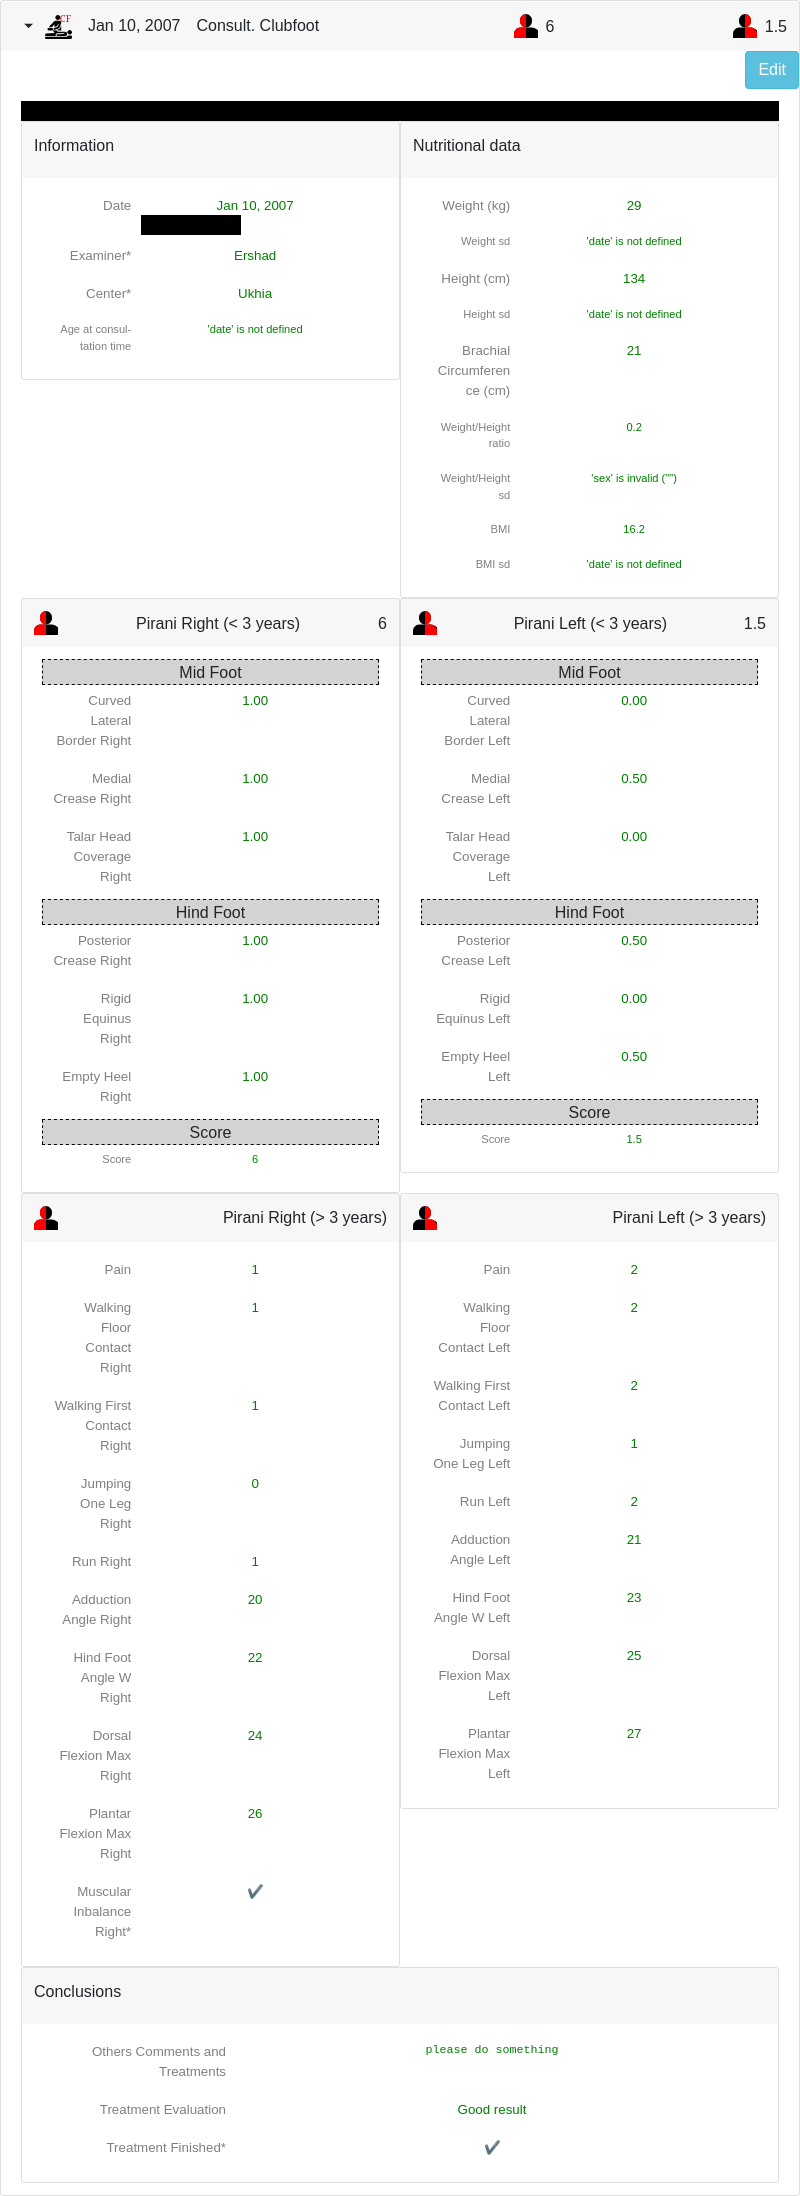 CF
Jan 10, 2007 Consult. Clubfoot 6 1.5
Edit
Information
Date Jan 10, 2007
Examiner* Ershad
Center* Ukhia
Age at consul- 'date' is not defined
tation time
Nutritional data
Weight (kg) 29
Weight sd 'date' is not defined
Height (cm) 134
Height sd 'date' is not defined
Brachial 21
Circumferen
ce (cm)
Weight/Height 0.2
ratio
Weight/Height 'sex' is invalid ("")
sd
BMI 16.2
BMI sd 'date' is not defined
Pirani Right (< 3 years) 6
Mid Foot
Curved 1.00
Lateral
Border Right
Medial 1.00
Crease Right
Talar Head 1.00
Coverage
Right
Hind Foot
Posterior 1.00
Crease Right
Rigid 1.00
Equinus
Right
Empty Heel 1.00
Right
Score
Score 6
Pirani Left (< 3 years) 1.5
Mid Foot
Curved 0.00
Lateral
Border Left
Medial 0.50
Crease Left
Talar Head 0.00
Coverage
Left
Hind Foot
Posterior 0.50
Crease Left
Rigid 0.00
Equinus Left
Empty Heel 0.50
Left
Score
Score 1.5
Pirani Right (> 3 years)
Pain 1
Walking 1
Floor
Contact
Right
Walking First 1
Contact
Right
Jumping 0
One Leg
Right
Run Right 1
Adduction 20
Angle Right
Hind Foot 22
Angle W
Right
Dorsal 24
Flexion Max
Right
Plantar 26
Flexion Max
Right
Muscular ✔
Inbalance
Right*
Pirani Left (> 3 years)
Pain 2
Walking 2
Floor
Contact Left
Walking First 2
Contact Left
Jumping 1
One Leg Left
Run Left 2
Adduction 21
Angle Left
Hind Foot 23
Angle W Left
Dorsal 25
Flexion Max
Left
Plantar 27
Flexion Max
Left
Conclusions
Others Comments and please do something
Treatments
Treatment Evaluation Good result
Treatment Finished* ✔